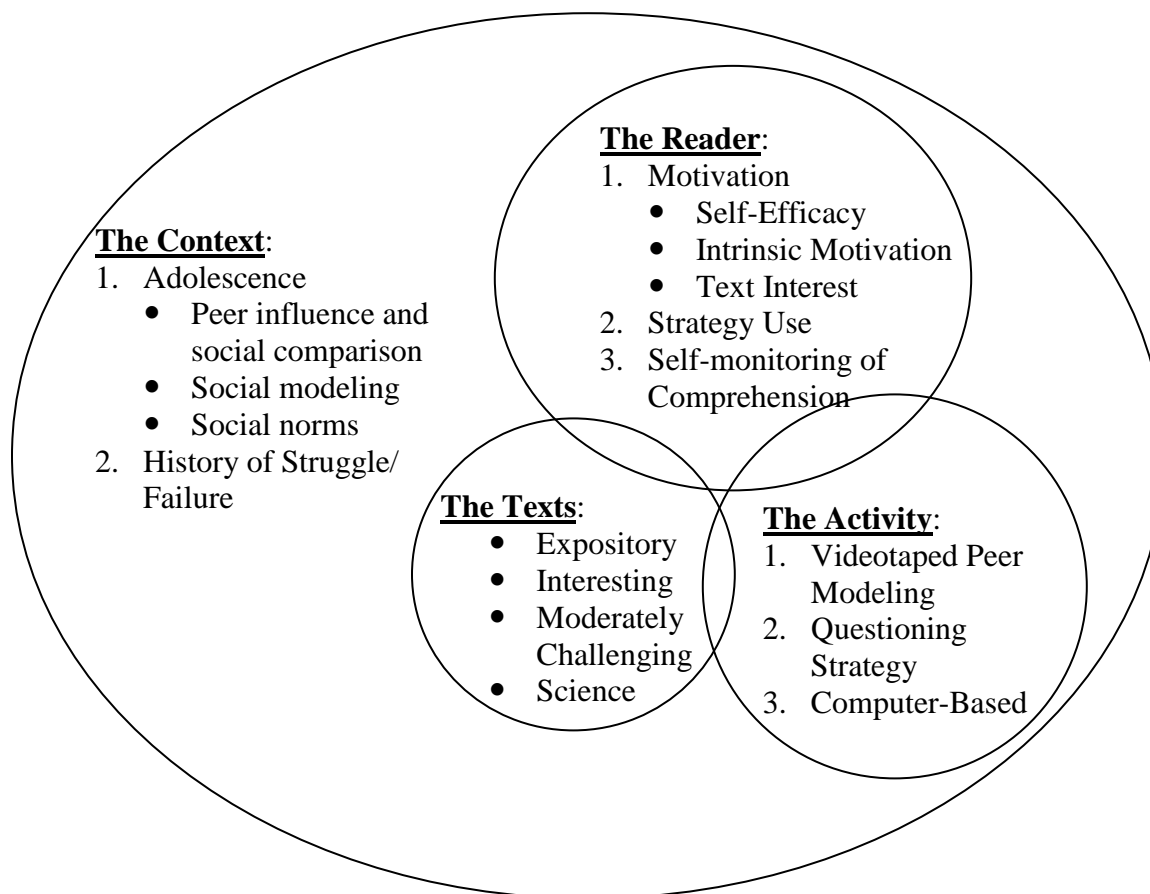 The Context:
1. Adolescence
● Peer influence and
social comparison
● Social modeling
● Social norms
2. History of Struggle/
Failure
The Reader:
1. Motivation
● Self-Efficacy
● Intrinsic Motivation
● Text Interest
2. Strategy Use
3. Self-monitoring of
Comprehension
The Texts:
● Expository
● Interesting
● Moderately
Challenging
● Science
The Activity:
1. Videotaped Peer
Modeling
2. Questioning
Strategy
3. Computer-Based